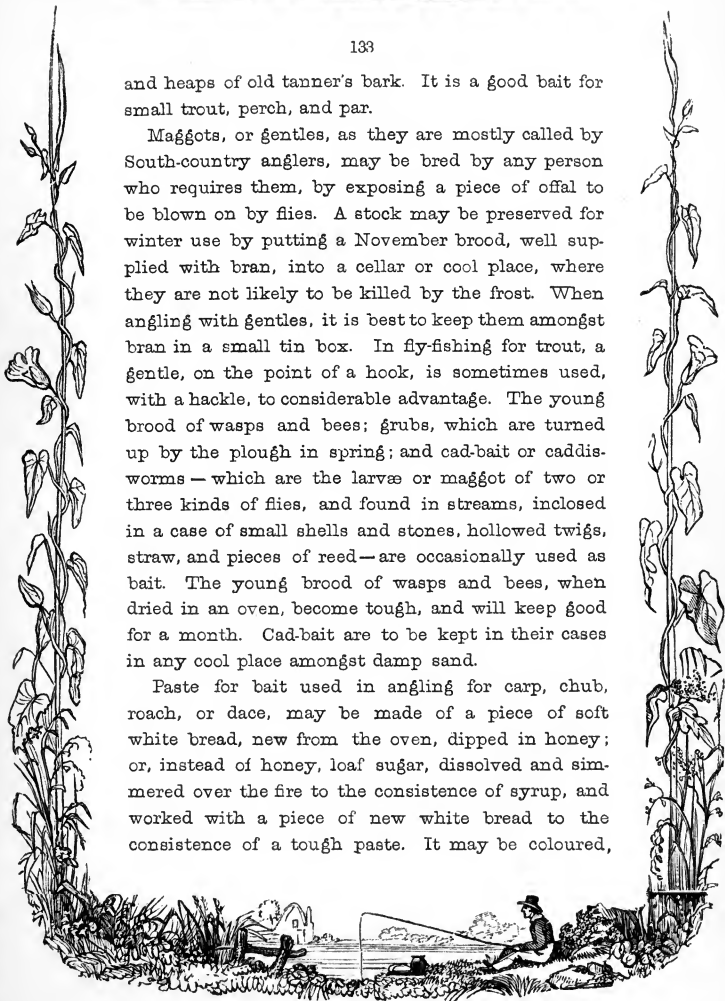 133
and heaps of old tanner's bark. It is a good bait for
small trout, perch, and par.
Maggots, or gentles, as they are mostly called by
South-country anglers, may be bred by any person
who requires them, by exposing a piece of offal to
be blown on by flies. A stock may be preserved for
winter use by putting a November brood, well sup-
plied with bran, into a cellar or cool place, where
they are not likely to be killed by the frost. When
angling with gentles, it is best to keep them amongst
bran in a small tin box. In fly-fishing for trout, a
gentle, on the point of a hook, is sometimes used,
with a hackle, to considerable advantage. The young
brood of wasps and bees; grubs, which are turned
up by the plough in spring; and cad-bait or caddis-
worms — which are the larvæ or maggot of two or
three kinds of flies, and found in streams, inclosed
in a case of small shells and stones, hollowed twigs,
straw, and pieces of reed — are occasionally used as
bait. The young brood of wasps and bees, when
dried in an oven, become tough, and will keep good
for a month. Cad-bait are to be kept in their cases
in any cool place amongst damp sand.
Paste for bait used in angling for carp, chub,
roach, or dace, may be made of a piece of soft
white bread, new from the oven, dipped in honey;
or, instead of honey, loaf sugar, dissolved and sim-
mered over the fire to the consistence of syrup, and
worked with a piece of new white bread to the
consistence of a tough paste. It may be coloured,